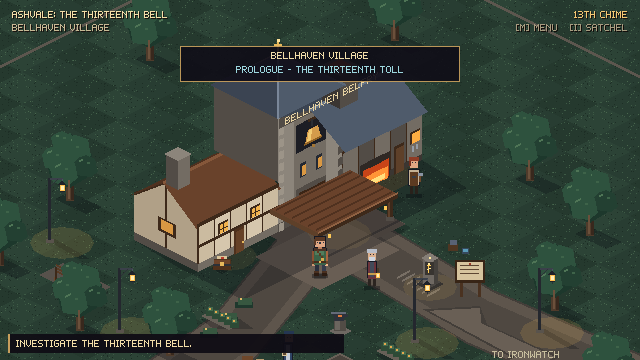 ASHVALE: THE THIRTEENTH BELL
BELLHAVEN VILLAGE
13TH CHIME
[M] MENU [I] SATCHEL
BELLHAVEN VILLAGE
PROLOGUE - THE THIRTEENTH TOLL
BELLHAVEN
INVESTIGATE THE THIRTEENTH BELL.
TO IRONWATCH